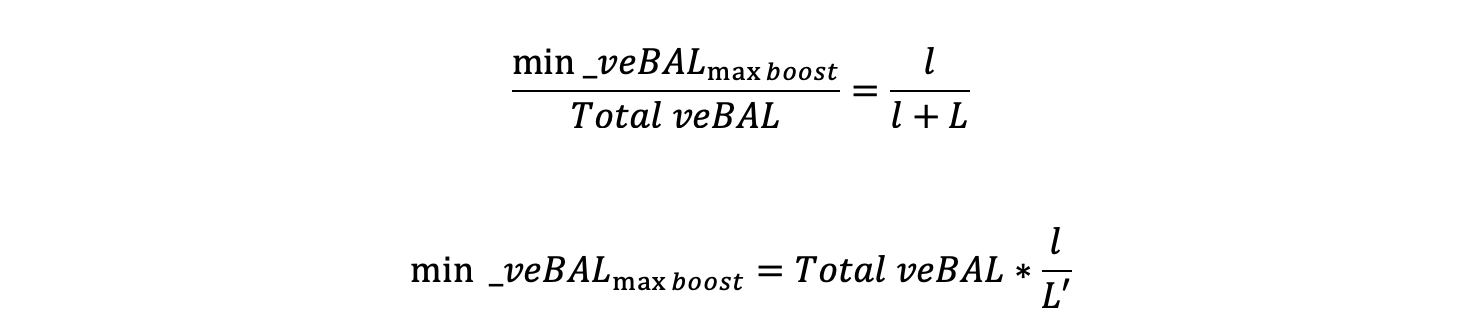 min _veBAL_max boost / Total veBAL = l / l + L
min _veBAL_max boost = Total veBAL * l / L′